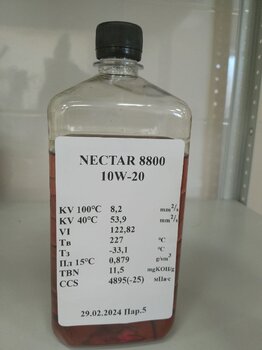 NECTAR 8800
10W-20
KV 100°C 8,2 mm²/s
KV 40°C 53,9 mm²/s
VI 122,82
Тв 227 °C
Тз -33,1 °C
Пл 15°C 0,879 g/sm³
TBN 11,5 mgKOH/g
CCS 4895(-25) мПа·с
29.02.2024 Пар.5